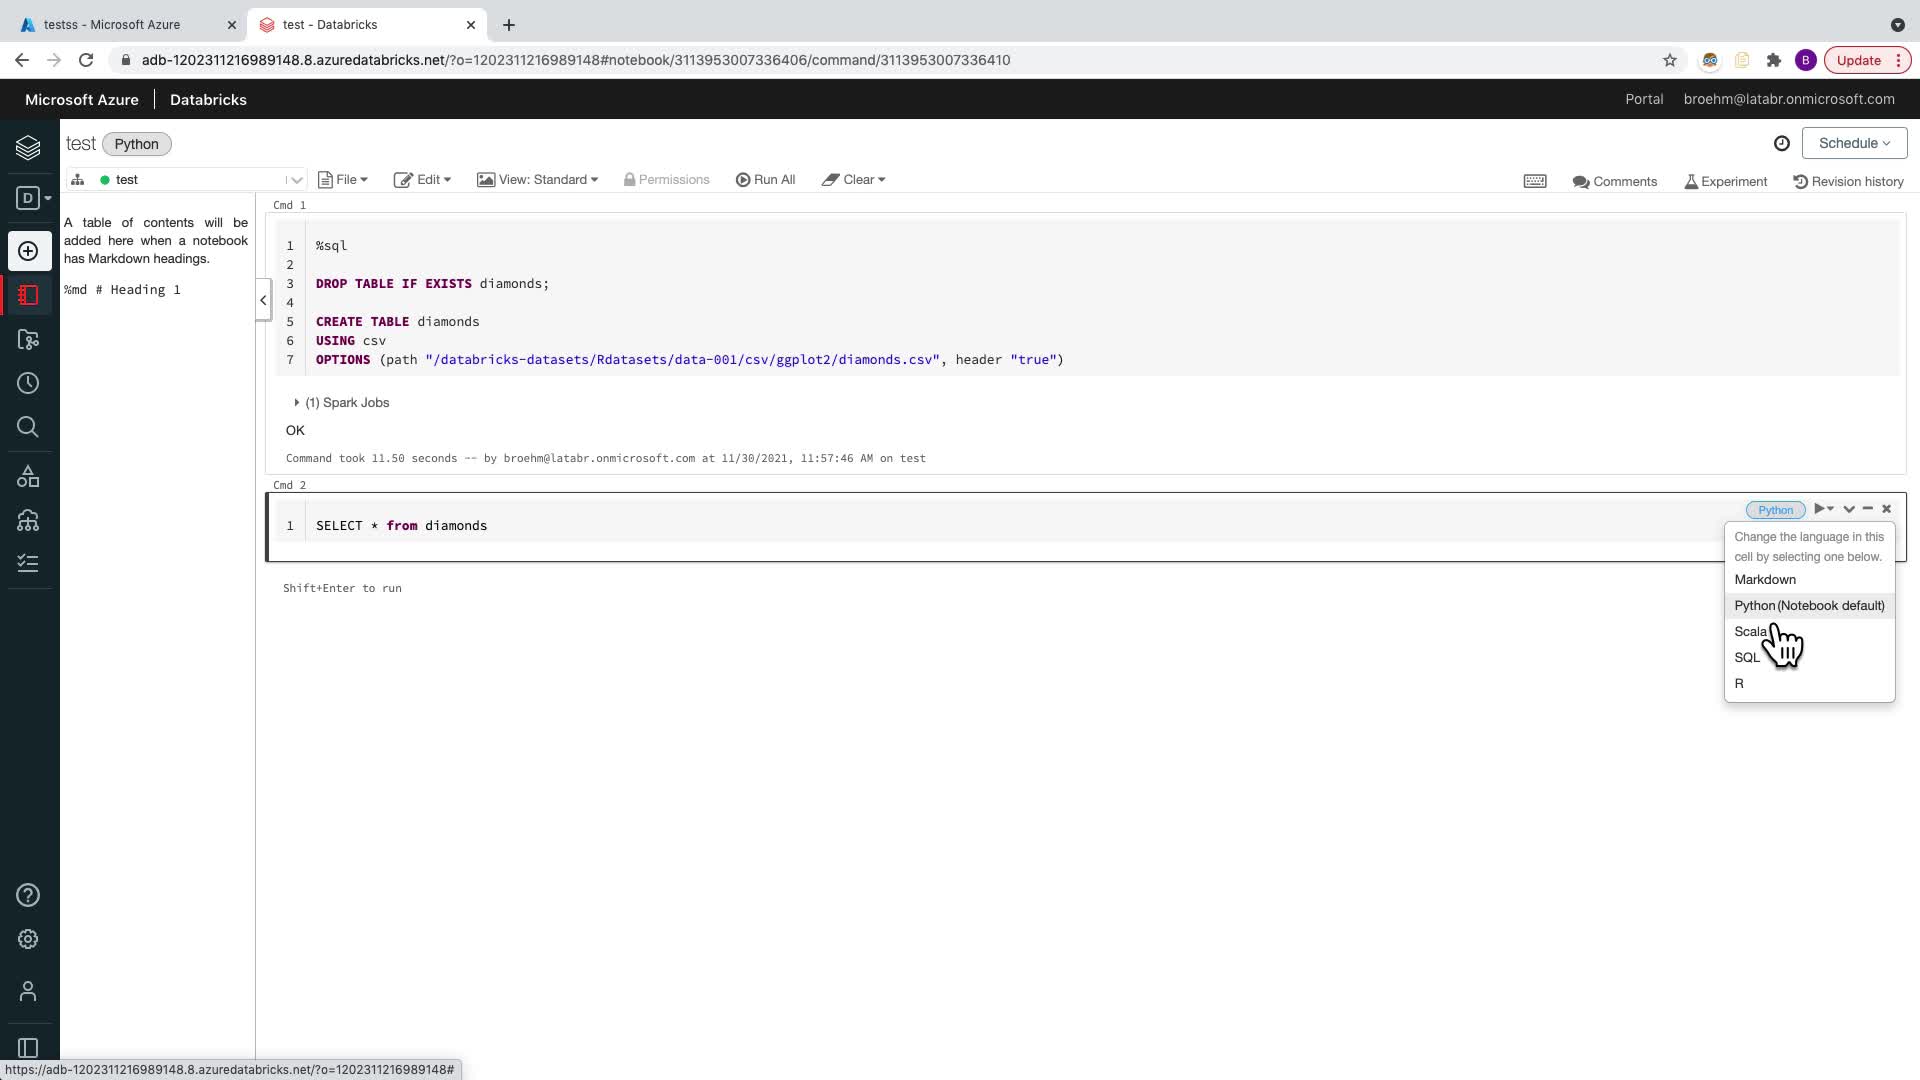 testss - Microsoft Azure
test - Databricks
adb-1202311216989148.8.azuredatabricks.net/?o=1202311216989148#notebook/3113953007336406/command/3113953007336410
B
Update
Microsoft Azure
Databricks
Portal
broehm@latabr.onmicrosoft.com
test
Python
Schedule
test
File
Edit
View: Standard
Permissions
Run All
Clear
Comments
Experiment
Revision history
D
A table of contents will be
added here when a notebook
has Markdown headings.
%md # Heading 1
Cmd 1
1 %sql
2
3 DROP TABLE IF EXISTS diamonds;
4
5 CREATE TABLE diamonds
6 USING csv
7 OPTIONS (path "/databricks-datasets/Rdatasets/data-001/csv/ggplot2/diamonds.csv", header "true")
(1) Spark Jobs
OK
Command took 11.50 seconds -- by broehm@latabr.onmicrosoft.com at 11/30/2021, 11:57:46 AM on test
Cmd 2
Python
1 SELECT * from diamonds
Change the language in this
cell by selecting one below.
Markdown
Python (Notebook default)
Scala
SQL
R
Shift+Enter to run
https://adb-1202311216989148.8.azuredatabricks.net/?o=1202311216989148#